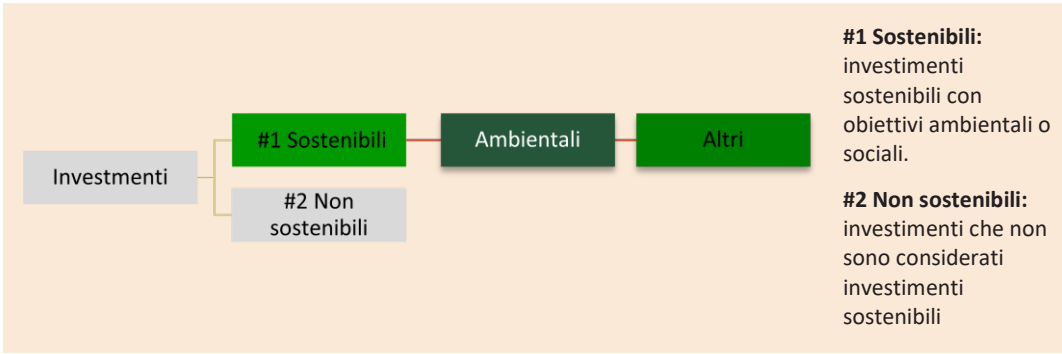 Investmenti
#1 Sostenibili
#2 Non
sostenibili
Ambientali
Altri
#1 Sostenibili:
investimenti
sostenibili con
obiettivi ambientali o
sociali.
#2 Non sostenibili:
investimenti che non
sono considerati
investimenti
sostenibili